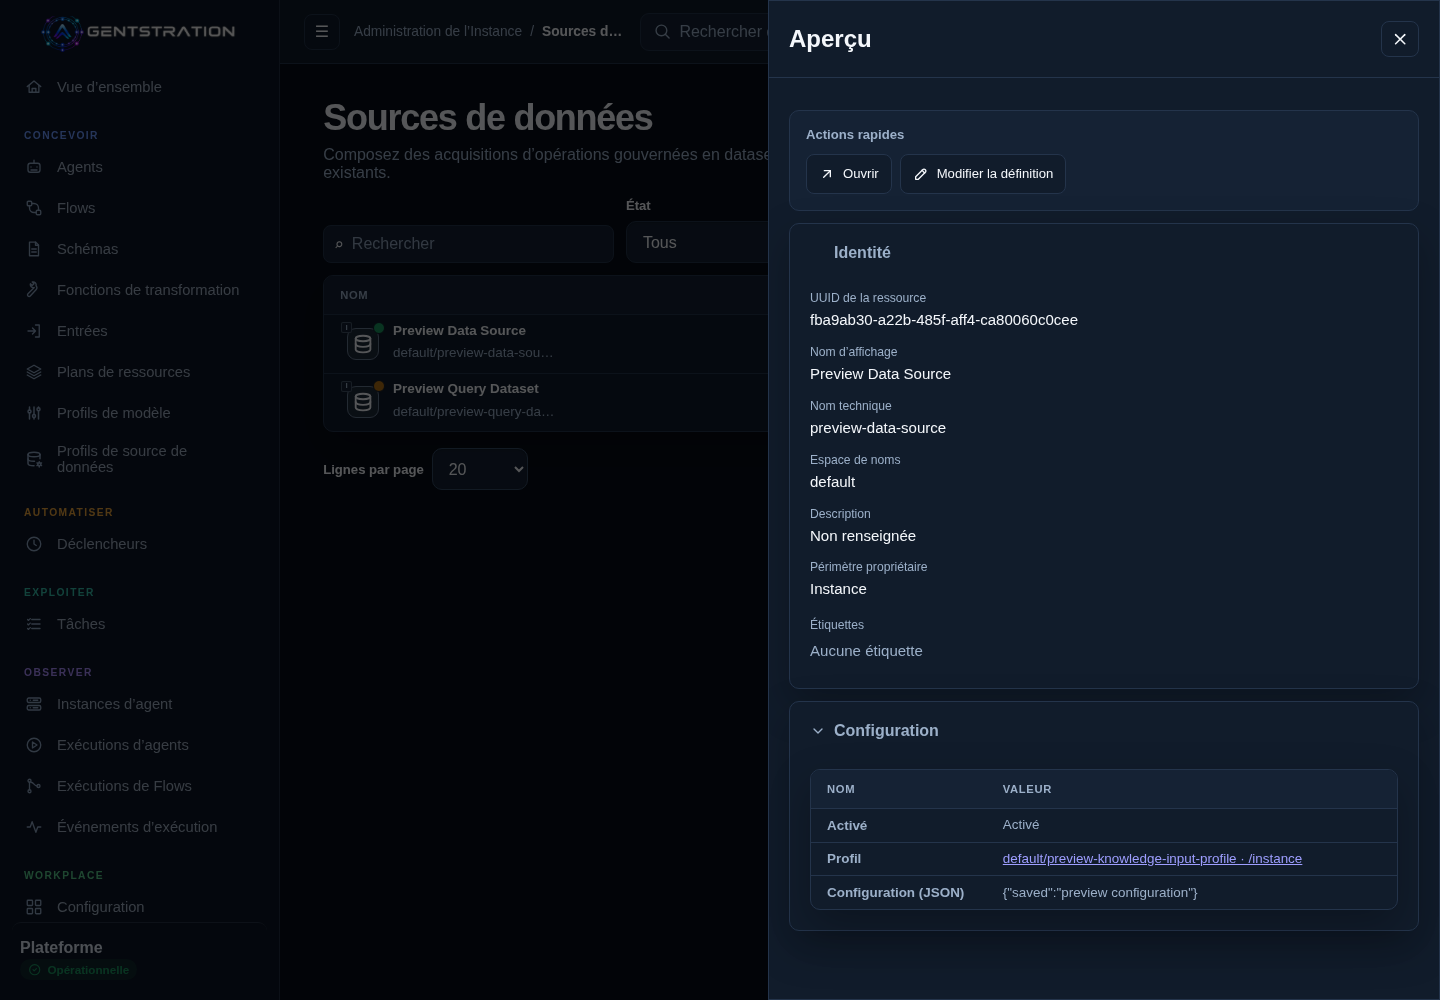 GENTSTRATION
Vue d’ensemble
CONCEVOIR
Agents
Flows
Schémas
Fonctions de transformation
Entrées
Plans de ressources
Profils de modèle
Profils de source de
données
AUTOMATISER
Déclencheurs
EXPLOITER
Tâches
OBSERVER
Instances d’agent
Exécutions d’agents
Exécutions de Flows
Événements d’exécution
WORKPLACE
Configuration
Plateforme
Opérationnelle
Administration de l’Instance / Sources d…
Rechercher
Sources de données
Composez des acquisitions d’opérations gouvernées en datase
existants.
État
Rechercher
Tous
NOM
Preview Data Source
default/preview-data-sou…
Preview Query Dataset
default/preview-query-da…
Lignes par page 20
Aperçu
Actions rapides
Ouvrir
Modifier la définition
Identité
UUID de la ressource
fba9ab30-a22b-485f-aff4-ca80060c0cee
Nom d’affichage
Preview Data Source
Nom technique
preview-data-source
Espace de noms
default
Description
Non renseignée
Périmètre propriétaire
Instance
Étiquettes
Aucune étiquette
Configuration
NOM VALEUR
Activé Activé
Profil default/preview-knowledge-input-profile · /instance
Configuration (JSON) {"saved":"preview configuration"}